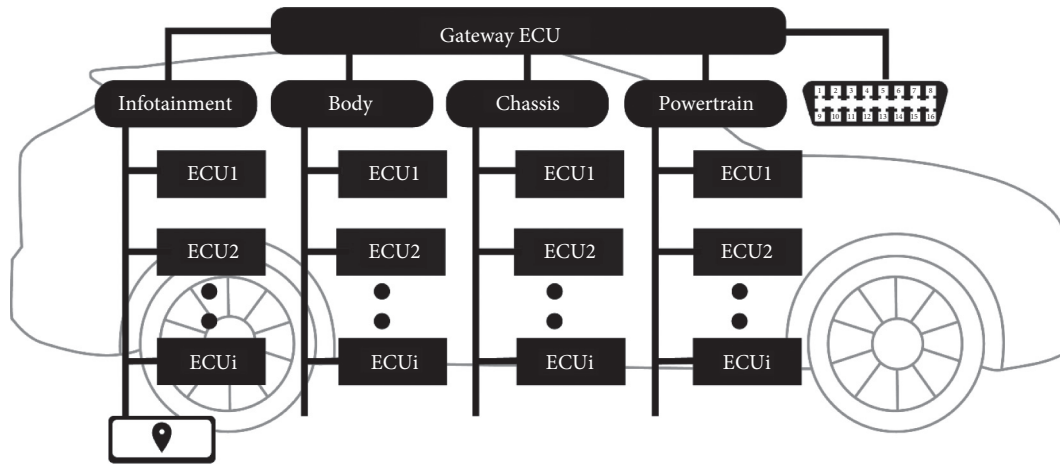 Gateway ECU
Infotainment Body Chassis Powertrain
1 2 3 4 5 6 7 8
9 10 11 12 13 14 15 16
ECU1 ECU1 ECU1 ECU1
ECU2 ECU2 ECU2 ECU2
ECUi ECUi ECUi ECUi